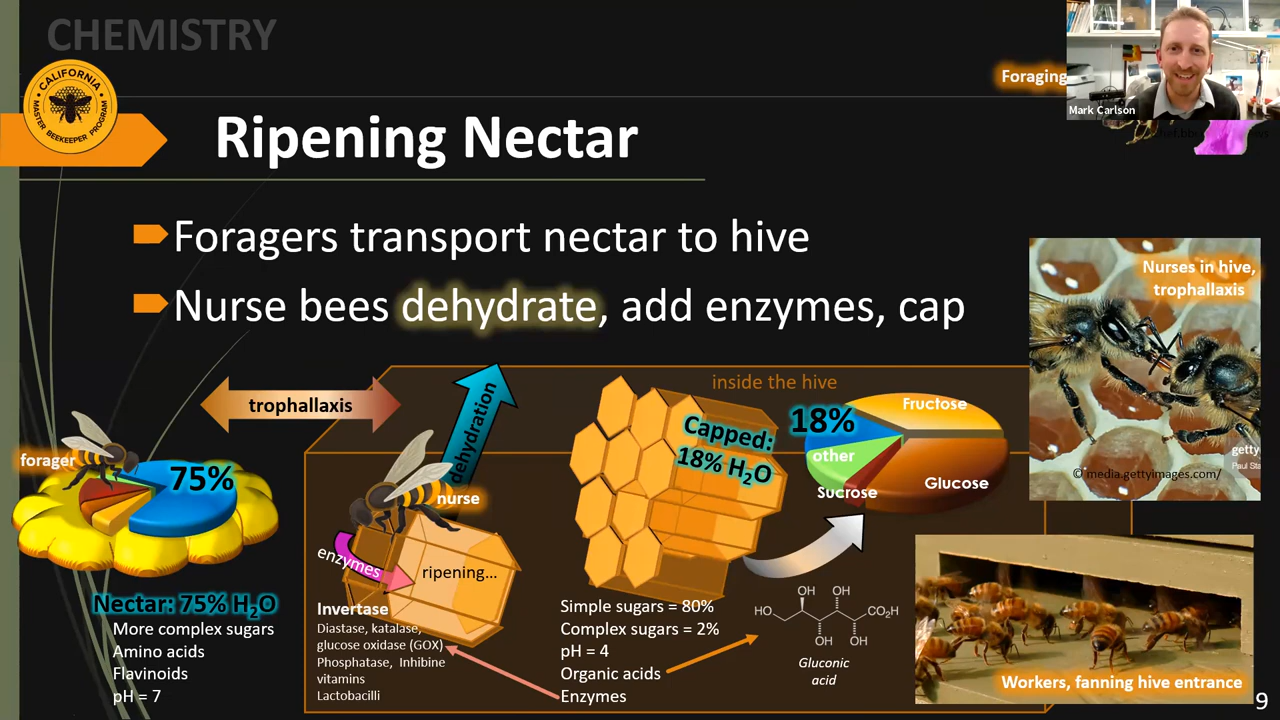 CHEMISTRY
CALIFORNIA
MASTER BEEKEEPER PROGRAM
Foraging
Mark Carlson
Ripening Nectar
Foragers transport nectar to hive
Nurse bees dehydrate, add enzymes, cap
Nurses in hive,
trophallaxis
getty
© media.gettyimages.com/
trophallaxis
dehydration
inside the hive
forager
75%
nurse
enzymes
ripening...
Capped:
18% H₂O
18%
Fructose
other
Sucrose
Glucose
Nectar: 75% H₂O
More complex sugars
Amino acids
Flavinoids
pH = 7
Invertase
Diastase, katalase,
glucose oxidase (GOX)
Phosphatase, Inhibine
vitamins
Lactobacilli
Simple sugars = 80%
Complex sugars = 2%
pH = 4
Organic acids
Enzymes
OH OH
HO CO₂H
OH OH
Gluconic
acid
Workers, fanning hive entrance
9